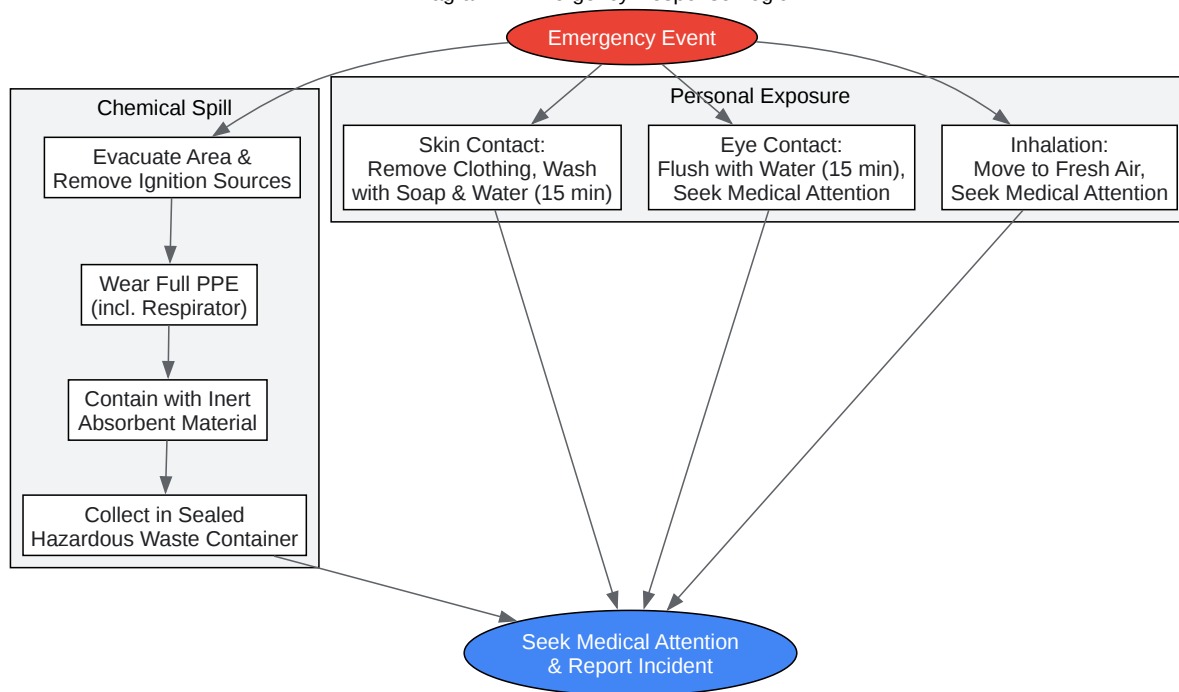 Emergency Event
Chemical Spill
Evacuate Area &
Remove Ignition Sources
Wear Full PPE
(incl. Respirator)
Contain with Inert
Absorbent Material
Collect in Sealed
Hazardous Waste Container
Personal Exposure
Skin Contact:
Remove Clothing, Wash
with Soap & Water (15 min)
Eye Contact:
Flush with Water (15 min),
Seek Medical Attention
Inhalation:
Move to Fresh Air,
Seek Medical Attention
Seek Medical Attention
& Report Incident